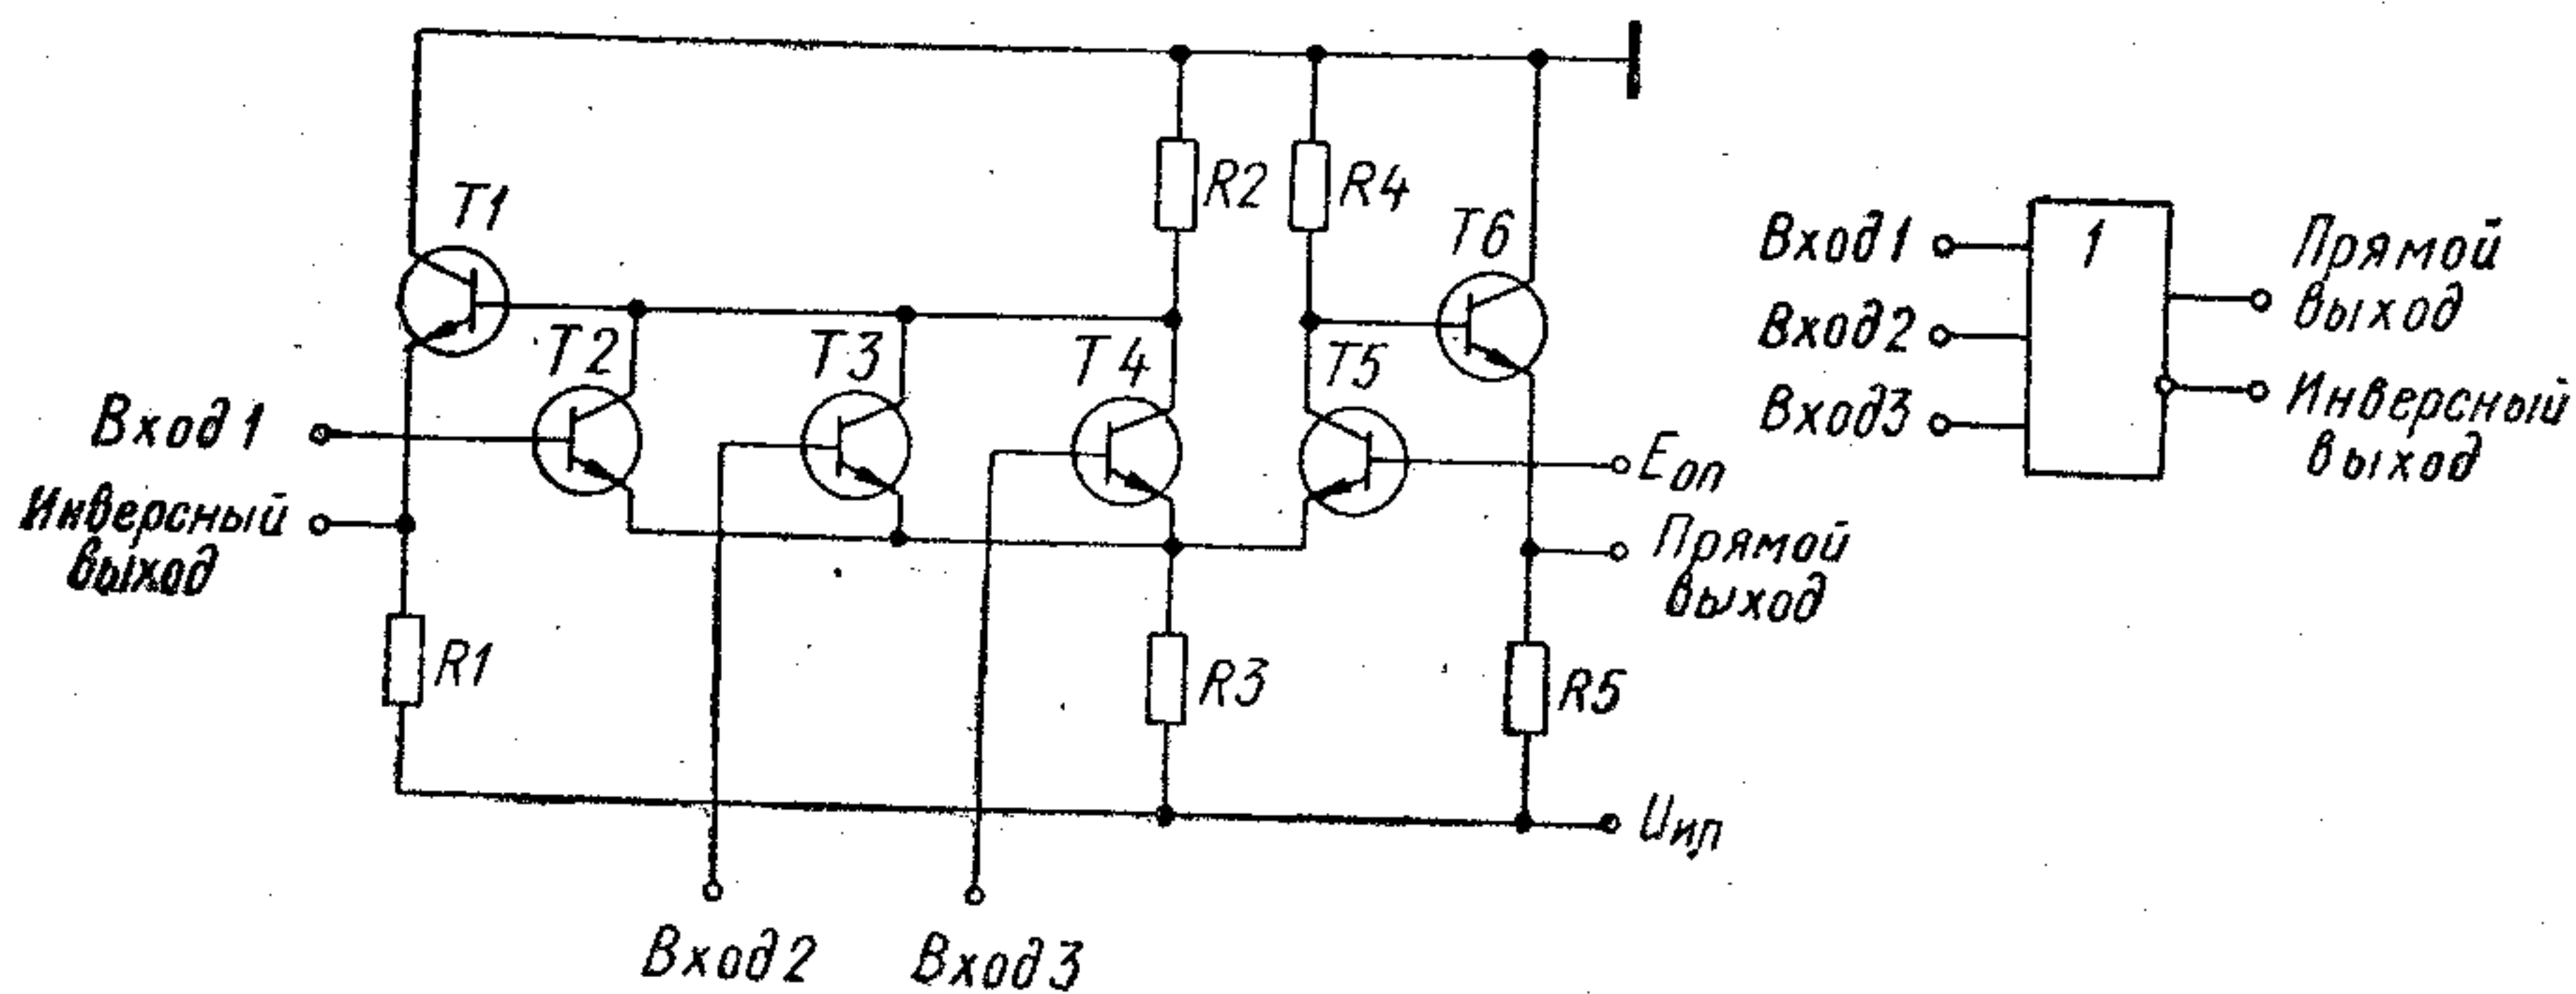 T1
R2
R4
T6
T2
T3
T4
T5
Вход 1
Инверсный
выход
Eоп
Прямой
выход
R1
R3
R5
Uип
Вход 2
Вход 3
Вход 1
Вход 2
Вход 3
1
Прямой
выход
Инверсный
выход